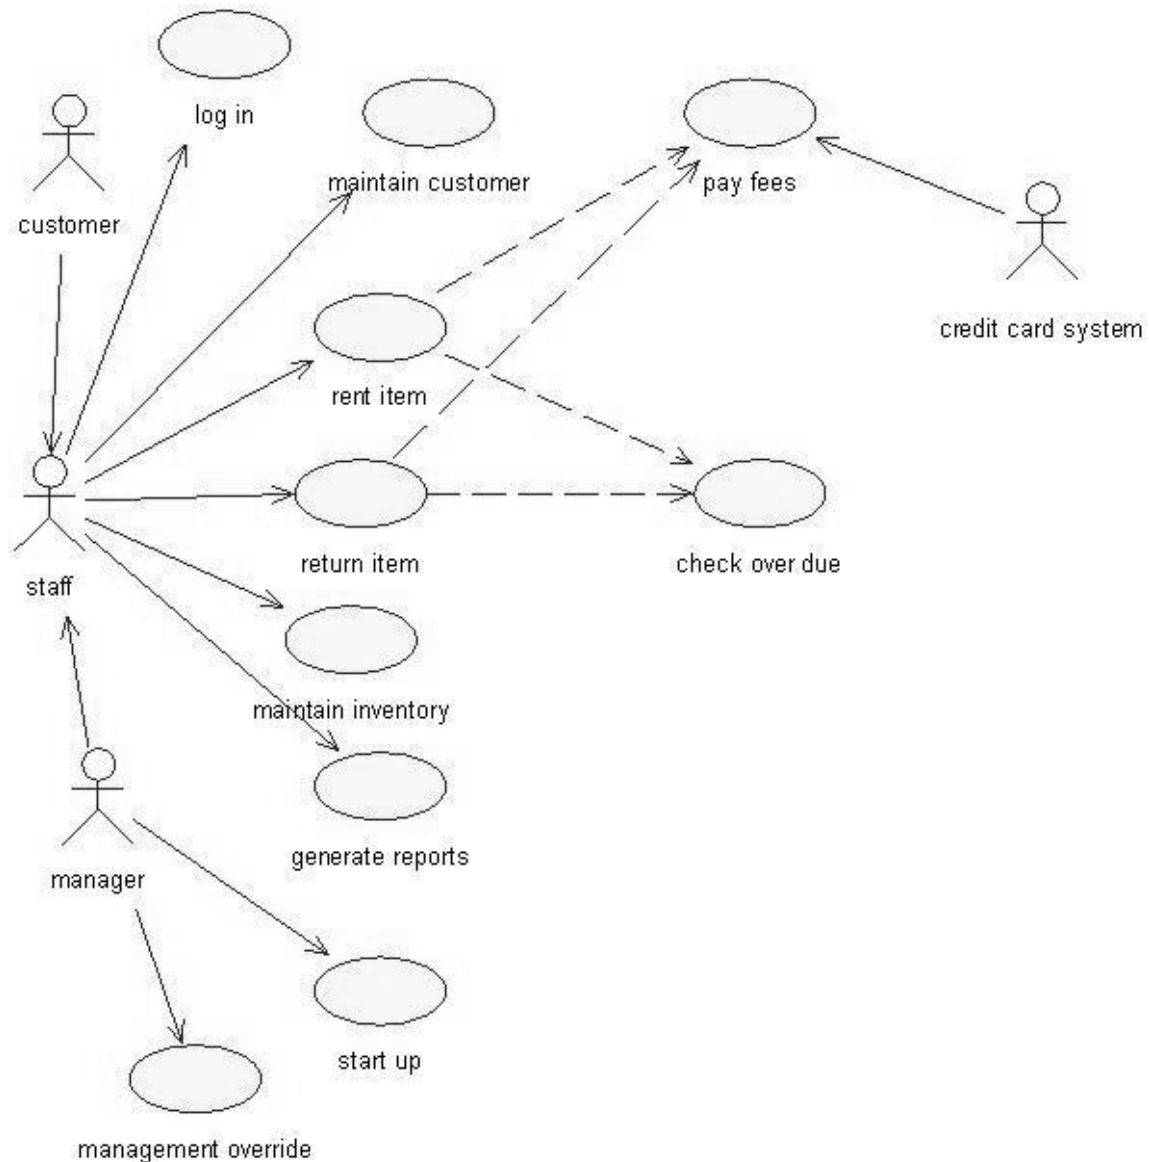 log in
maintain customer
pay fees
customer
credit card system
rent item
return item
check over due
staff
maintain inventory
generate reports
manager
start up
management override